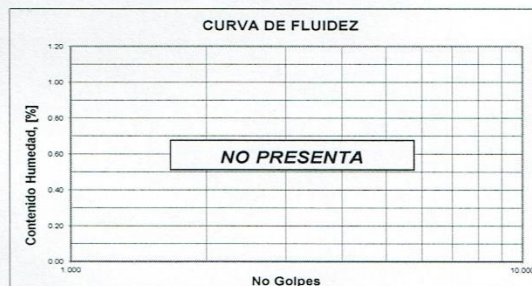 CURVA DE FLUIDEZ
1.20
1.00
0.80
0.60
0.40
0.20
0.00
Contenido Humedad, [%]
NO PRESENTA
1.000
10.000
No Golpes